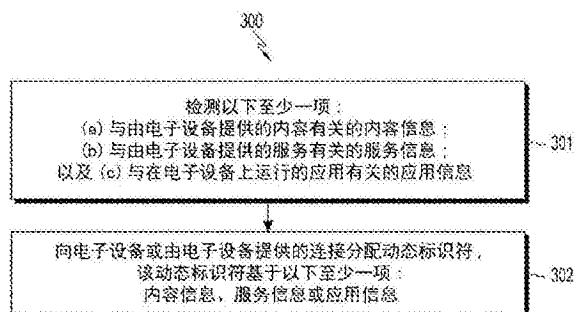 300
检测以下至少一项：
(a) 与由电子设备提供的内容有关的内容信息；
(b) 与由电子设备提供的服务有关的服务信息；
以及 (c) 与在电子设备上运行的应用有关的应用信息
301
向电子设备或由电子设备提供的连接分配动态标识符，
该动态标识符基于以下至少一项：
内容信息、服务信息或应用信息
302